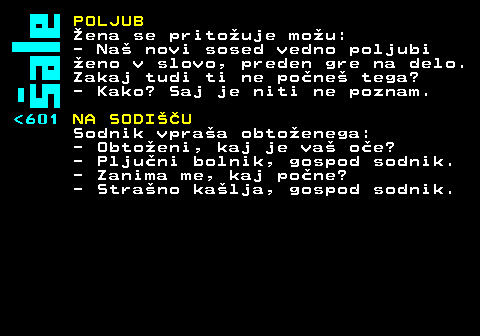 Šale
POLJUB
Žena se pritožuje možu:
- Naš novi sosed vedno poljubi
ženo v slovo, preden gre na delo.
Zakaj tudi ti ne počneš tega?
- Kako? Saj je niti ne poznam.
<601 NA SODIŠČU
Sodnik vpraša obtoženega:
- Obtoženi, kaj je vaš oče?
- Pljučni bolnik, gospod sodnik.
- Zanima me, kaj počne?
- Strašno kašlja, gospod sodnik.